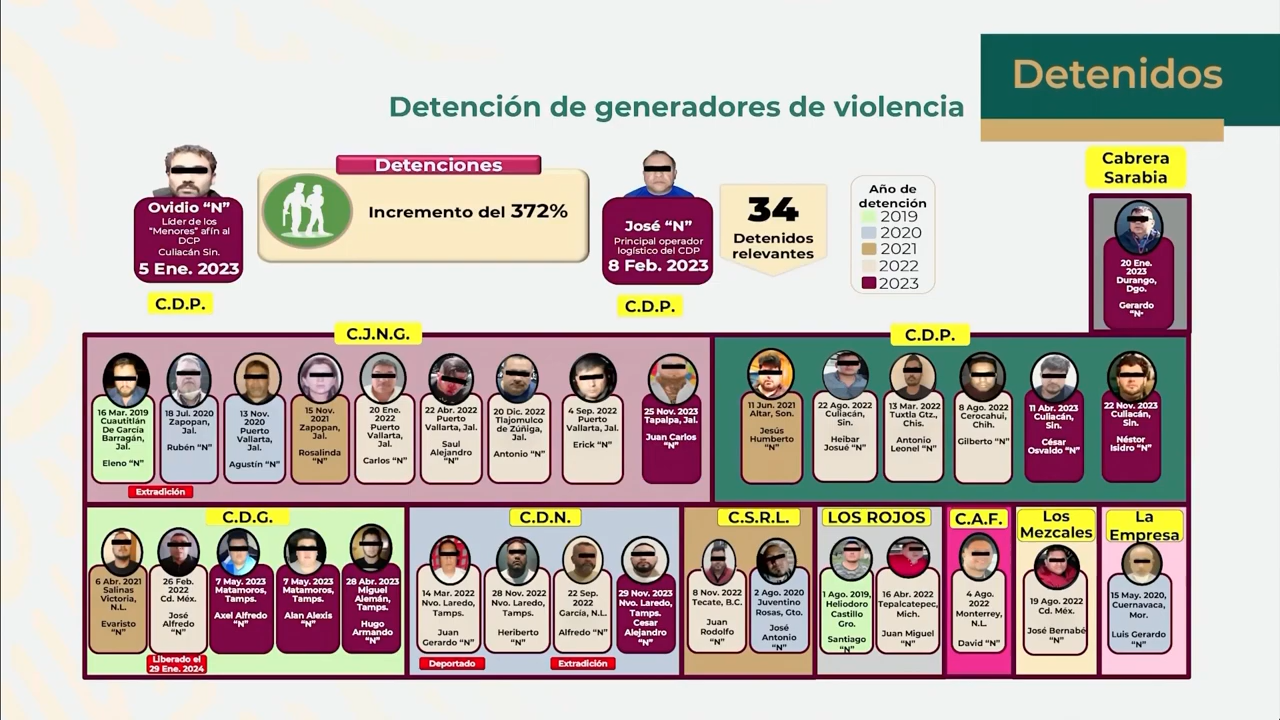 Detenidos
Detención de generadores de violencia
Ovidio “N”
Líder de los
"Menores" afín al
DCP
Culiacán Sin.
5 Ene. 2023
C.D.P.
Detenciones
Incremento del 372%
José “N”
Principal operador
logístico del CDP
8 Feb. 2023
C.D.P.
34
Detenidos
relevantes
Año de
detención
2019
2020
2021
2022
2023
Cabrera
Sarabia
20 Ene.
2023
Durango,
Dgo.
Gerardo
“N”
C.J.N.G.
16 Mar. 2019
Cuautitlán
De García
Barragán,
Jal.
Eleno “N”
18 Jul. 2020
Zapopan,
Jal.
Rubén “N”
Extradición
13 Nov.
2020
Puerto
Vallarta,
Jal.
Agustín “N”
15 Nov.
2021
Zapopan,
Jal.
Rosalinda
“N”
20 Ene.
2022
Puerto
Vallarta,
Jal.
Carlos “N”
22 Abr. 2022
Puerto
Vallarta, Jal.
Saul
Alejandro
“N”
20 Dic. 2022
Tlajomulco
de Zúñiga,
Jal.
Antonio “N”
4 Sep. 2022
Puerto
Vallarta, Jal.
Erick “N”
25 Nov. 2023
Tapalpa, Jal.
Juan Carlos
“N”
C.D.P.
11 Jun. 2021
Altar, Son.
Jesús
Humberto
“N”
22 Ago. 2022
Culiacán,
Sin.
Heibar
Josué “N”
13 Mar. 2022
Tuxtla Gtz.,
Chis.
Antonio
Leonel “N”
8 Ago. 2022
Cerocahui,
Chih.
Gilberto “N”
11 Abr. 2023
Culiacán,
Sin.
César
Osvaldo “N”
22 Nov. 2023
Culiacán,
Sin.
Néstor
Isidro “N”
C.D.G.
6 Abr. 2021
Salinas
Victoria,
N.L.
Evaristo
“N”
26 Feb.
2022
Cd. Méx.
José
Alfredo
“N”
Liberado el
29 Ene. 2024
7 May. 2023
Matamoros,
Tamps.
Axel Alfredo
“N”
7 May. 2023
Matamoros,
Tamps.
Alan Alexis
“N”
28 Abr. 2023
Miguel
Alemán,
Tamps.
Hugo
Armando
“N”
C.D.N.
14 Mar. 2022
Nvo. Laredo,
Tamps.
Juan
Gerardo “N”
Deportado
28 Nov. 2022
Nvo. Laredo,
Tamps.
Heriberto
“N”
22 Sep.
2022
García, N.L.
Alfredo “N”
Extradición
29 Nov. 2023
Nvo. Laredo,
Tamps.
Cesar
Alejandro
“N”
C.S.R.L.
8 Nov. 2022
Tecate, B.C.
Juan
Rodolfo
“N”
2 Ago. 2020
Juventino
Rosas, Gto.
José
Antonio
“N”
LOS ROJOS
1 Ago. 2019,
Heliodoro
Castillo
Gro.
Santiago
“N”
16 Abr. 2022
Tepalcatepec,
Mich.
Juan Miguel
“N”
C.A.F.
4 Ago.
2022
Monterrey,
N.L.
David “N”
Los
Mezcales
19 Ago. 2022
Cd. Méx.
José Bernabé
“N”
La
Empresa
15 May. 2020,
Cuernavaca,
Mor.
Luis Gerardo
“N”